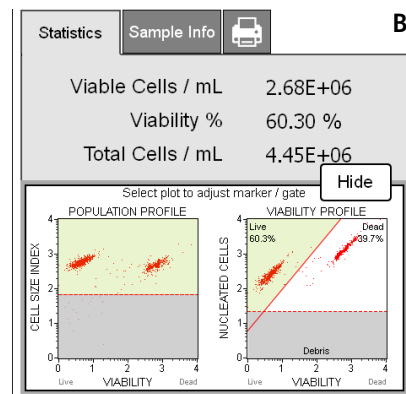 B
Statistics
Sample Info
Viable Cells / mL 2.68E+06
Viability % 60.30 %
Total Cells / mL 4.45E+06
Hide
Select plot to adjust marker / gate
POPULATION PROFILE
CELL SIZE INDEX
4
3
2
1
0
0 1 2 3 4
Live VIABILITY Dead
VIABILITY PROFILE
NUCLEATED CELLS
4
3
2
1
0
Live
60.3%
Dead
39.7%
Debris
0 1 2 3 4
Live VIABILITY Dead